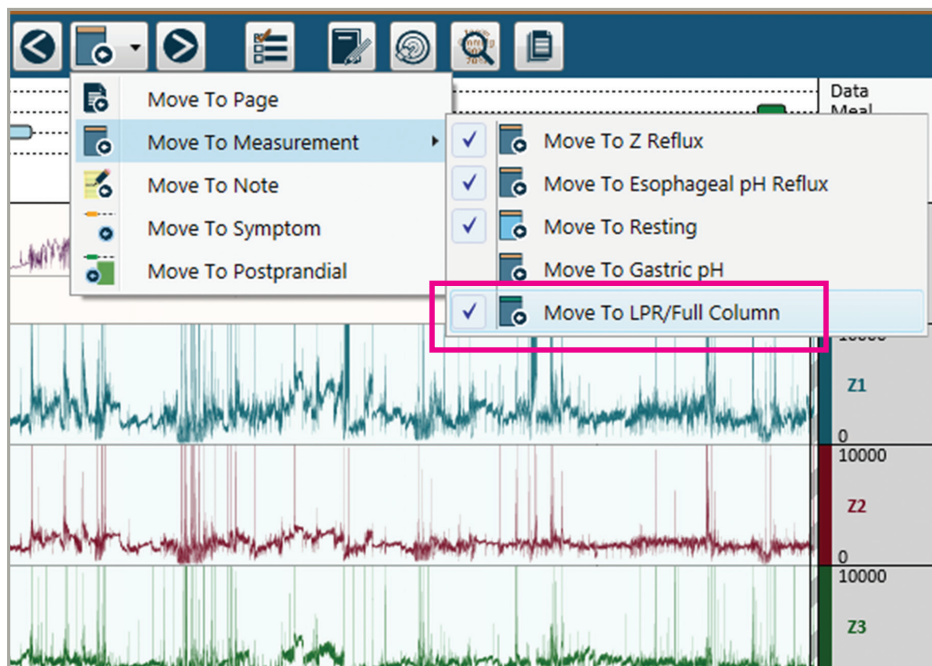 Data
Move To Page
Meal
Move To Measurement
Move To Z Reflux
Move To Note
Move To Esophageal pH Reflux
Move To Symptom
Move To Resting
Move To Postprandial
Move To Gastric pH
Move To LPR/Full Column
10000
Z1
0
10000
Z2
0
10000
Z3